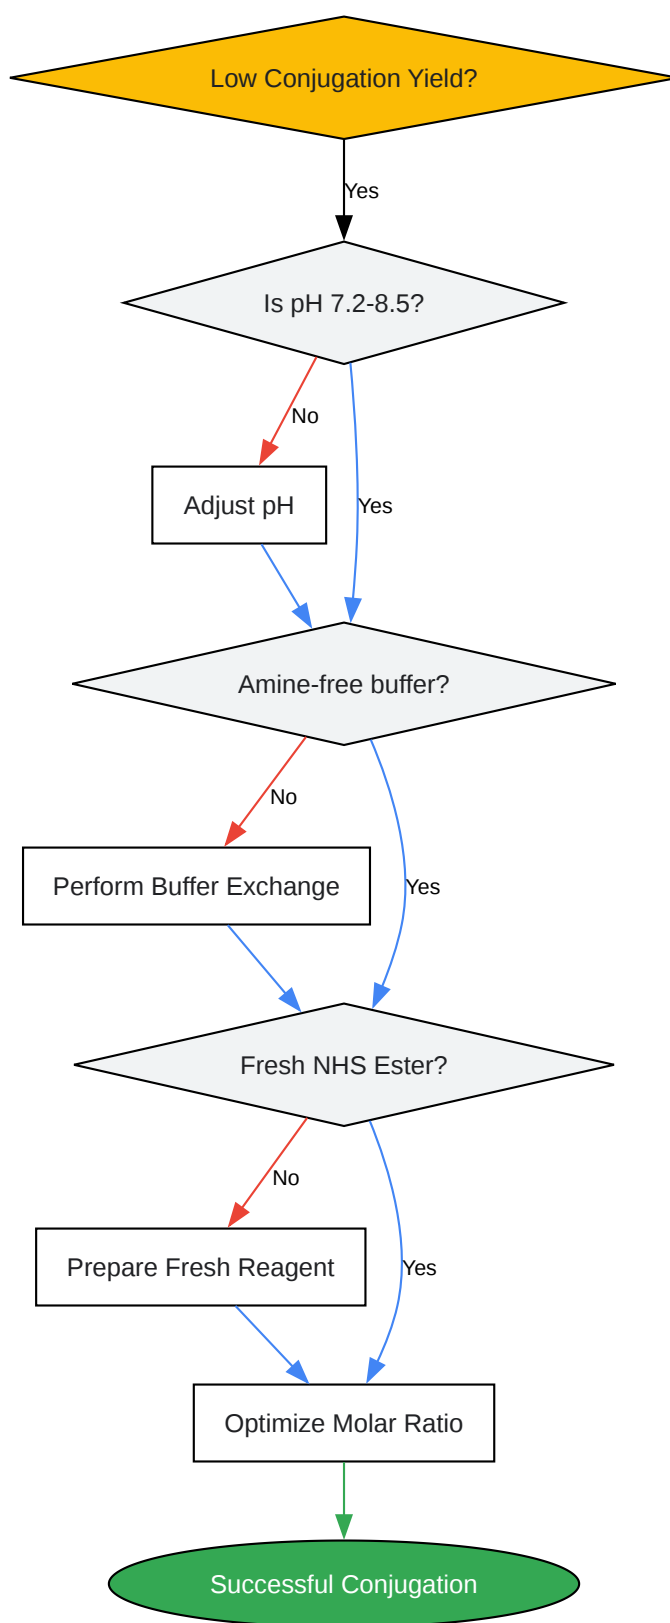 Low Conjugation Yield?
Yes
Is pH 7.2-8.5?
No
Adjust pH
Yes
Amine-free buffer?
No
Perform Buffer Exchange
Yes
Fresh NHS Ester?
No
Prepare Fresh Reagent
Yes
Optimize Molar Ratio
Successful Conjugation